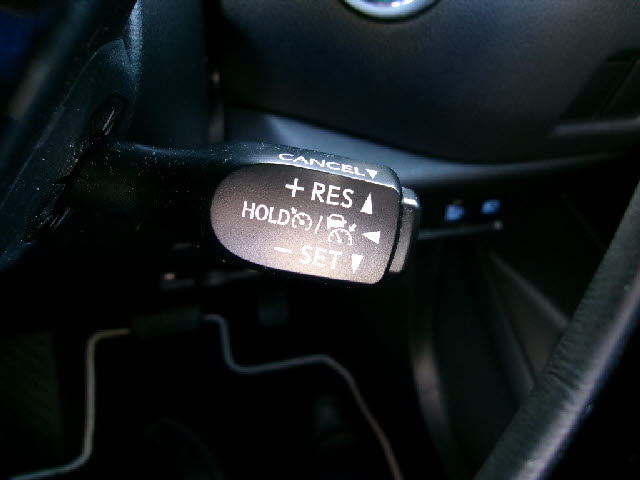 CANCEL▼
+ RES ▲
HOLD / ◀
− SET ▼